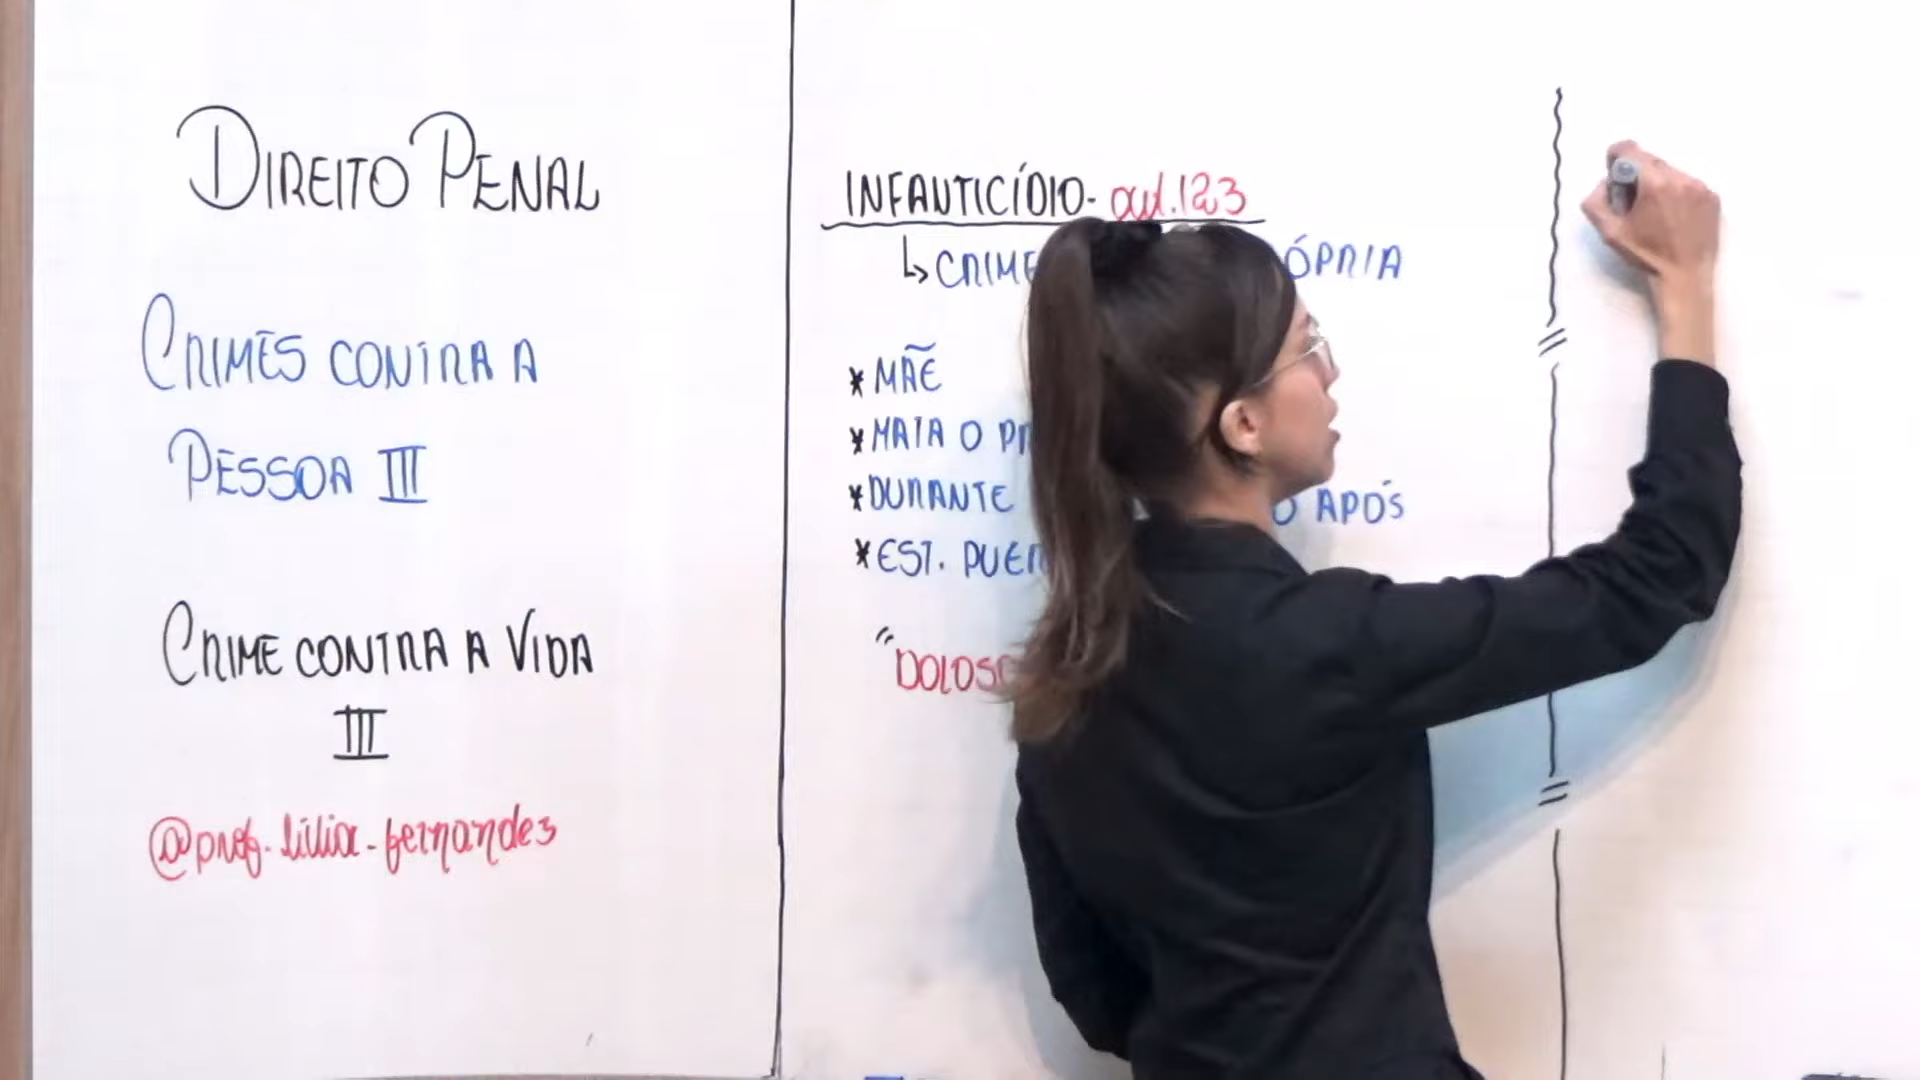 DIREITO PENAL
CRIMES CONTRA A
PESSOA III
CRIME CONTRA A VIDA
III
@prof.lilia.fernandes
INFANTICÍDIO - art. 123
↳ CRIME ÓPRIA
* MÃE
* MATA O PR
* DURANTE O APÓS
* EST. PUER
"DOLOSO